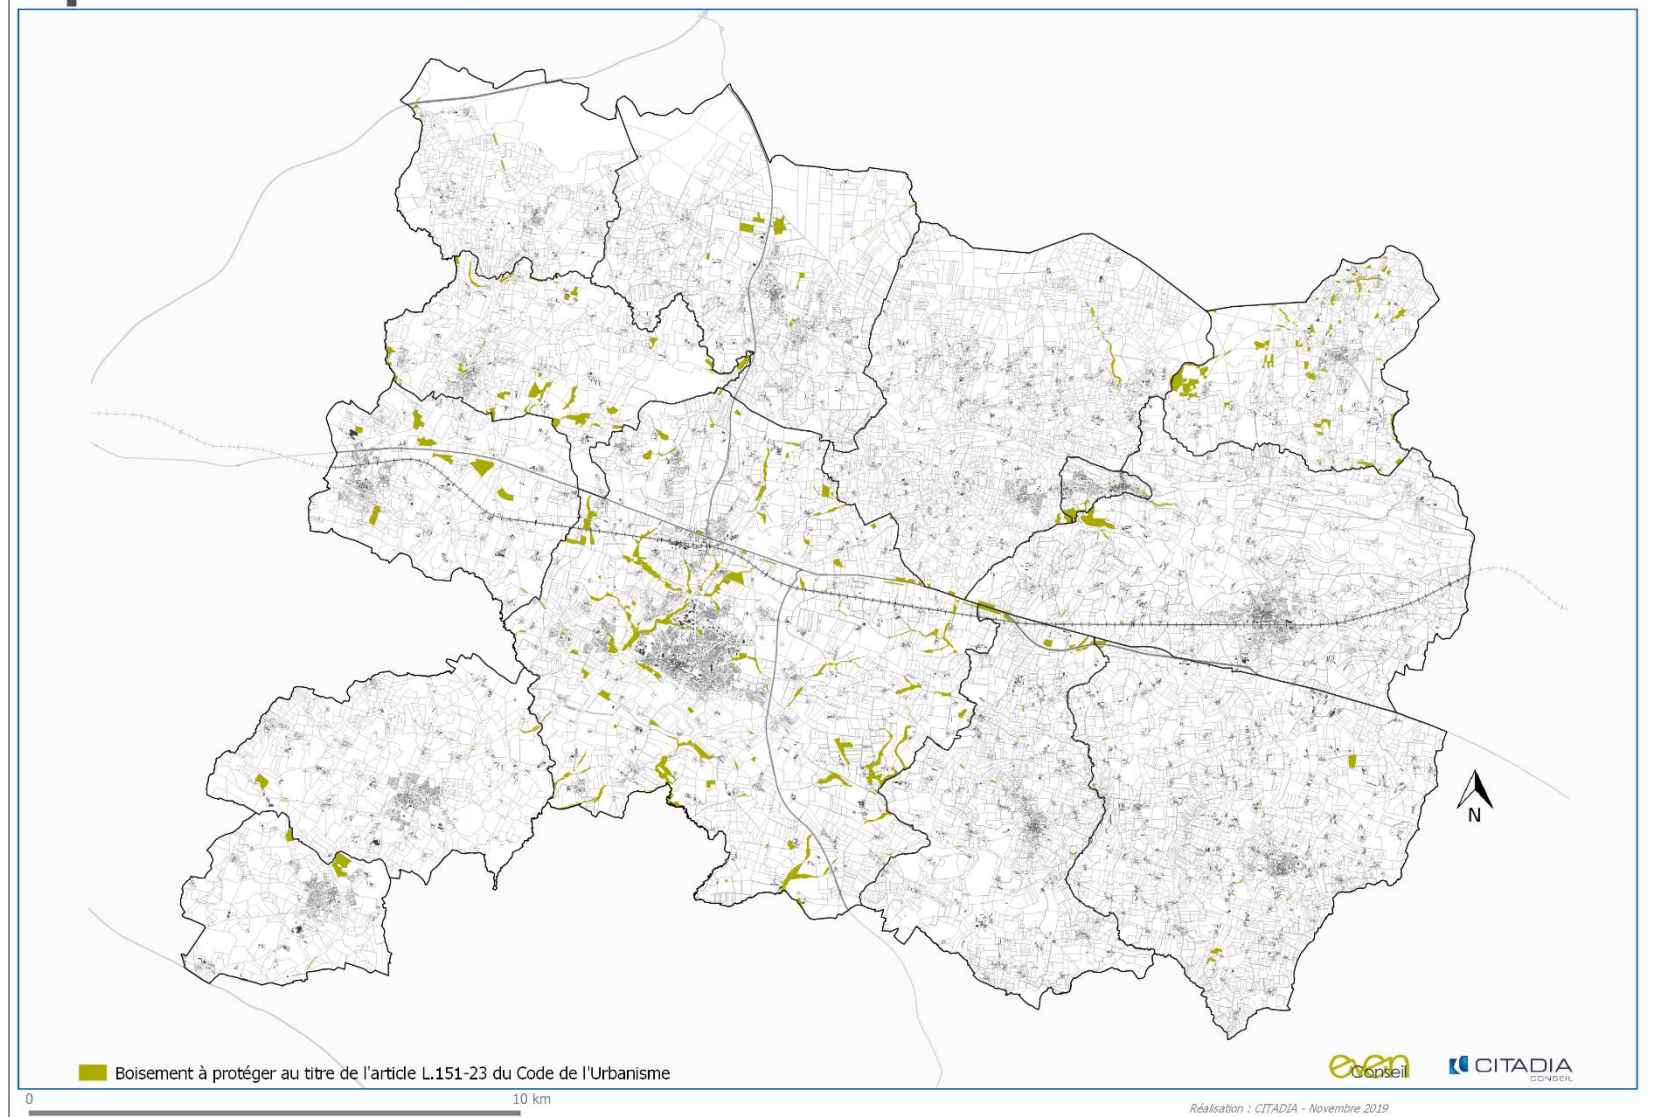 N
Boisement à protéger au titre de l'article L.151-23 du Code de l'Urbanisme
even
Conseil
CITADIA
CONSEIL
0
10 km
Réalisation : CITADIA - Novembre 2019